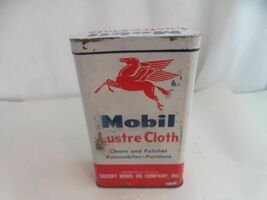 Mobil
Lustre Cloth
Cleans and Polishes
Automobiles—Furniture
SOCONY MOBIL OIL COMPANY, INC.